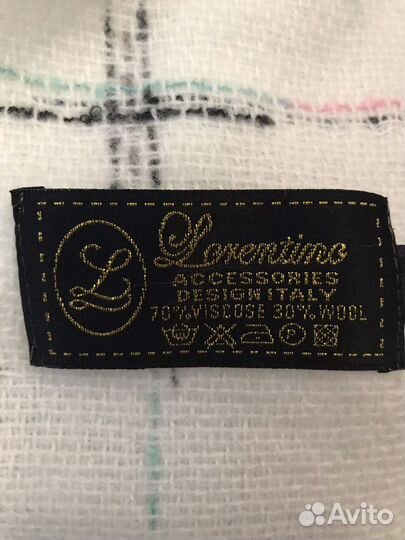 L
Lorentino
ACCESSORIES
DESIGN ITALY
70% VISCOSE 30% WOOL
Avito